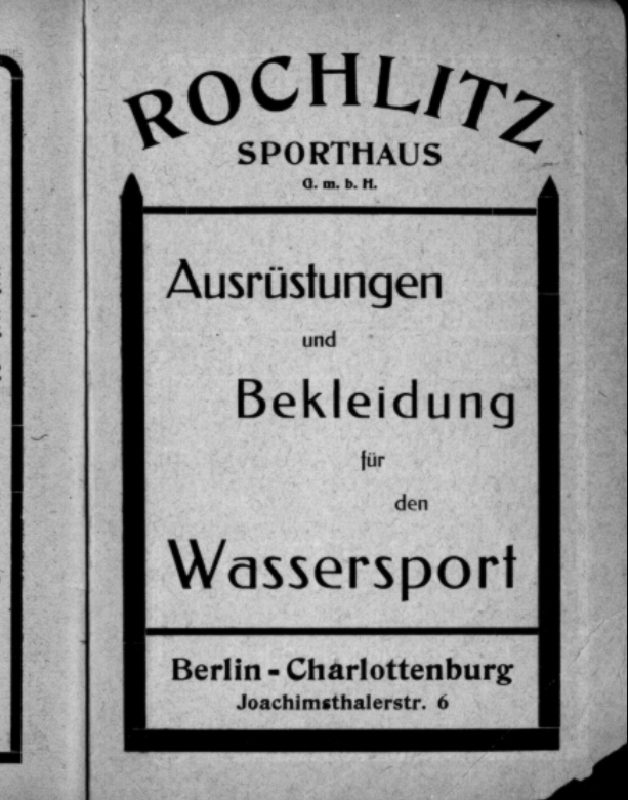 ROCHLITZ
SPORTHAUS
G. m. b. H.
Ausrüstungen
und
Bekleidung
für
den
Wassersport
Berlin - Charlottenburg
Joachimsthalerstr. 6